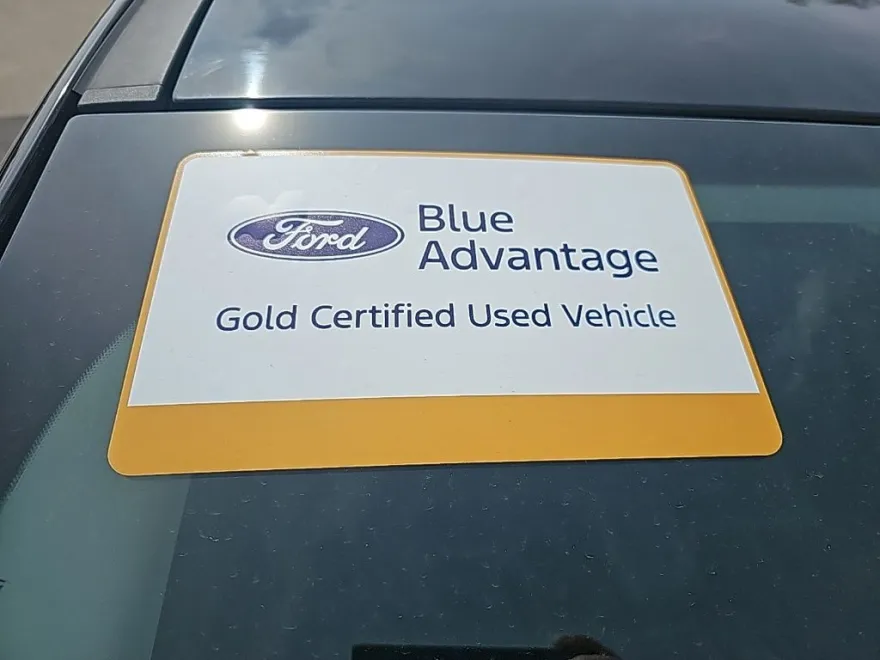 Ford
Blue
Advantage
Gold Certified Used Vehicle